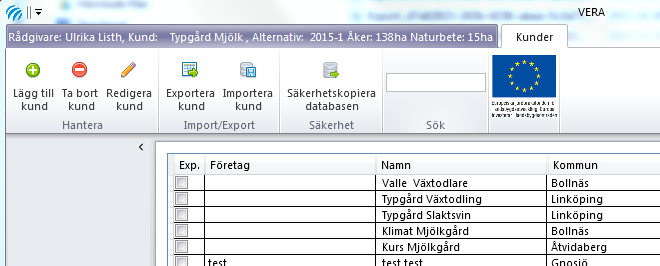 VERA
Rådgivare: Ulrika Listh, Kund: Typgård Mjölk , Alternativ: 2015-1 Åker: 138ha Naturbete: 15ha
Kunder
Lägg till kund
Ta bort kund
Redigera kund
Exportera kund
Importera kund
Säkerhetskopiera databasen
Hantera
Import/Export
Säkerhet
Sök
Exp. Företag Namn Kommun
Valle Växtodlare Bollnäs
Typgård Växtodling Linköping
Typgård Slaktsvin Linköping
Klimat Mjölkgård Bollnäs
Kurs Mjölkgård Åtvidaberg
test test test Gnosjö